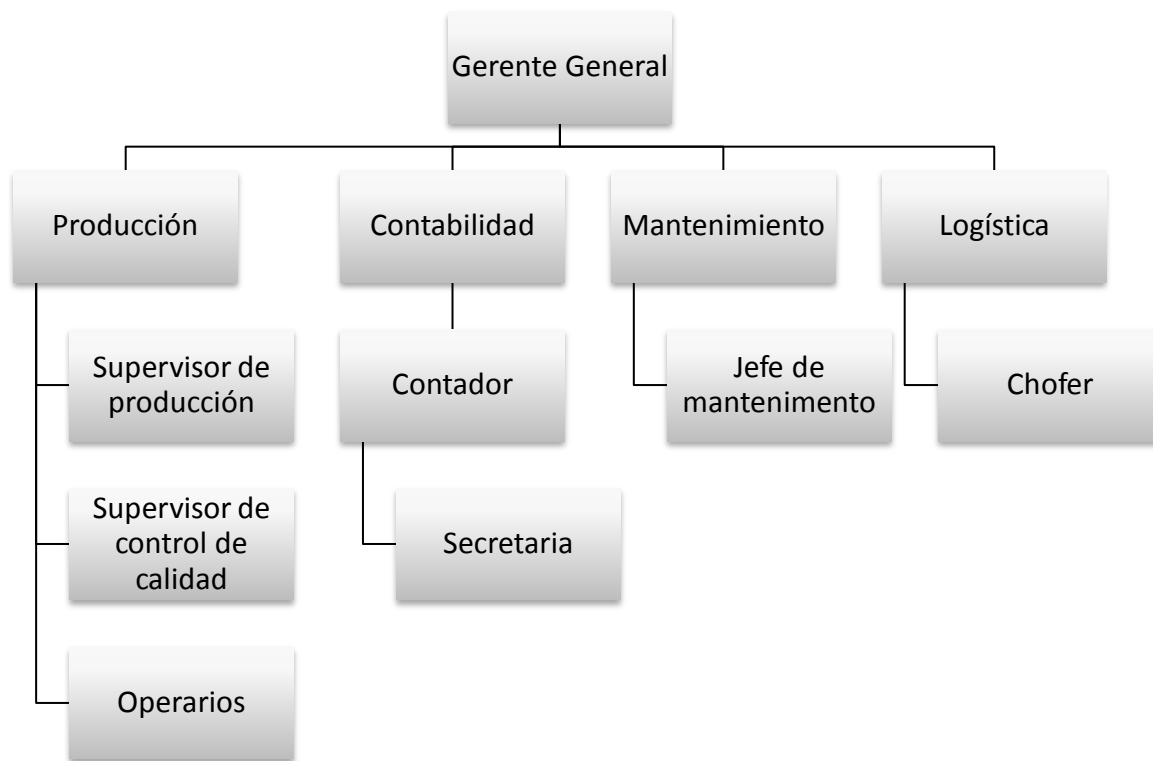 Gerente General
Producción
Contabilidad
Mantenimiento
Logística
Supervisor de
producción
Contador
Jefe de
mantenimento
Chofer
Supervisor de
control de
calidad
Secretaria
Operarios